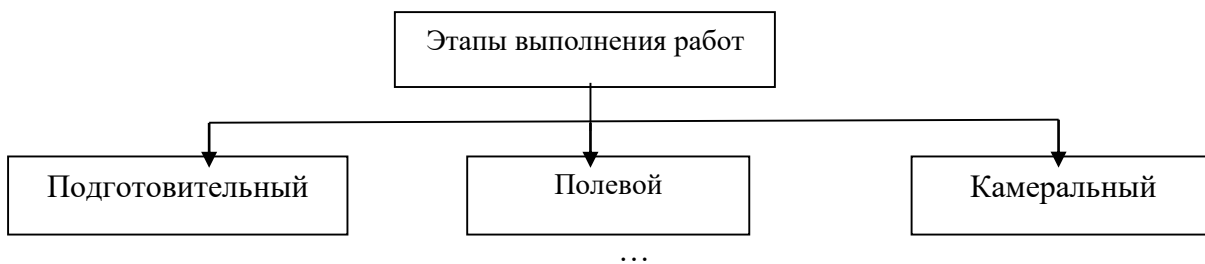 Этапы выполнения работ
Подготовительный
Полевой
Камеральный
…